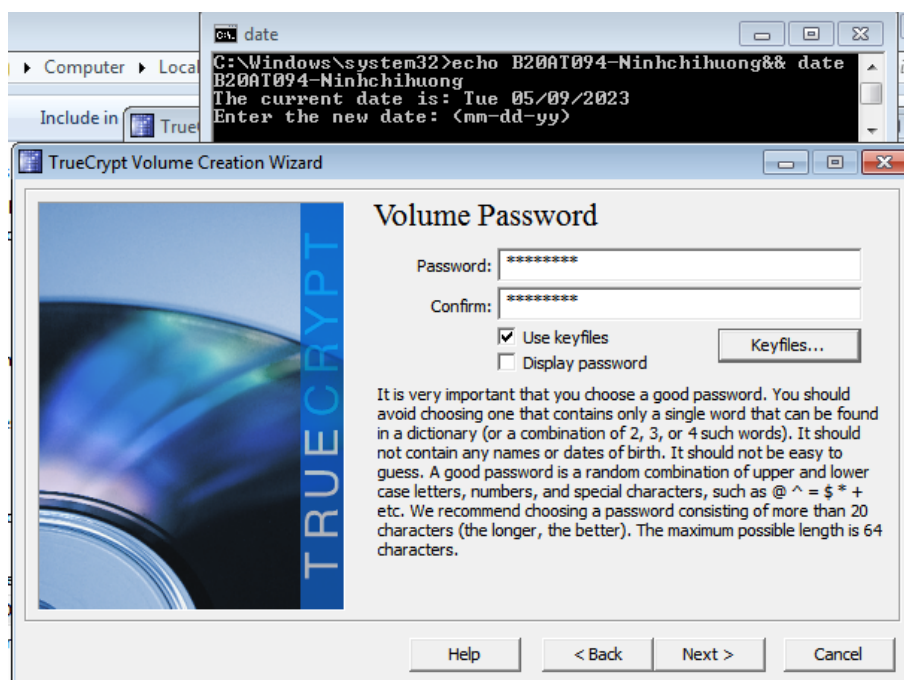 date
C:\Windows\system32>echo B20AT094-Ninhchihuong&& date
B20AT094-Ninhchihuong
The current date is: Tue 05/09/2023
Enter the new date: (mm-dd-yy)
Computer Local
Include in
TrueC
TrueCrypt Volume Creation Wizard
TRUECRYPT
Volume Password
Password: ********
Confirm: ********
Use keyfiles
Keyfiles...
Display password
It is very important that you choose a good password. You should
avoid choosing one that contains only a single word that can be found
in a dictionary (or a combination of 2, 3, or 4 such words). It should
not contain any names or dates of birth. It should not be easy to
guess. A good password is a random combination of upper and lower
case letters, numbers, and special characters, such as @ ^ = $ * +
etc. We recommend choosing a password consisting of more than 20
characters (the longer, the better). The maximum possible length is 64
characters.
Help
< Back
Next >
Cancel